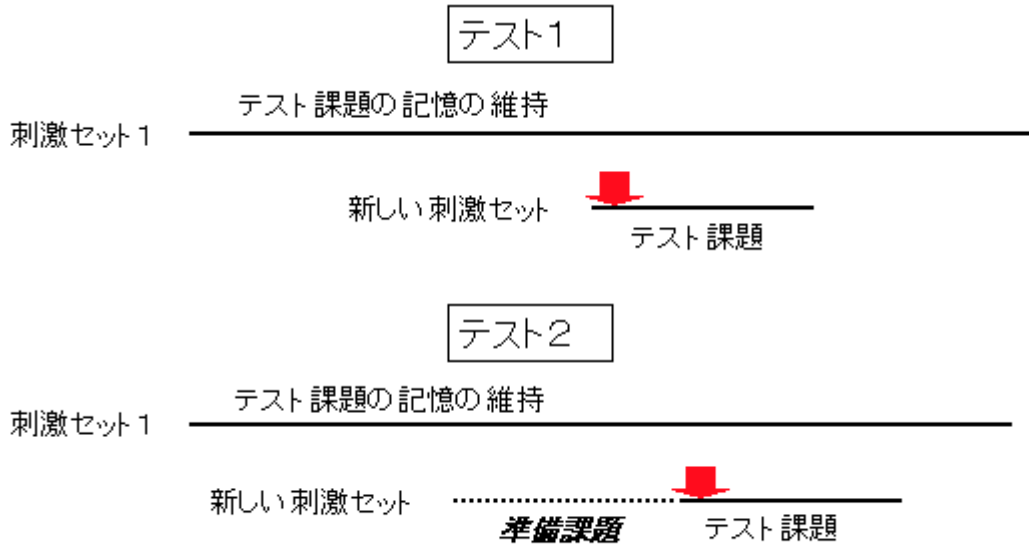 テスト１
テスト課題の記憶の維持
刺激セット１
新しい刺激セット
テスト課題
テスト２
テスト課題の記憶の維持
刺激セット１
新しい刺激セット
準備課題
テスト課題